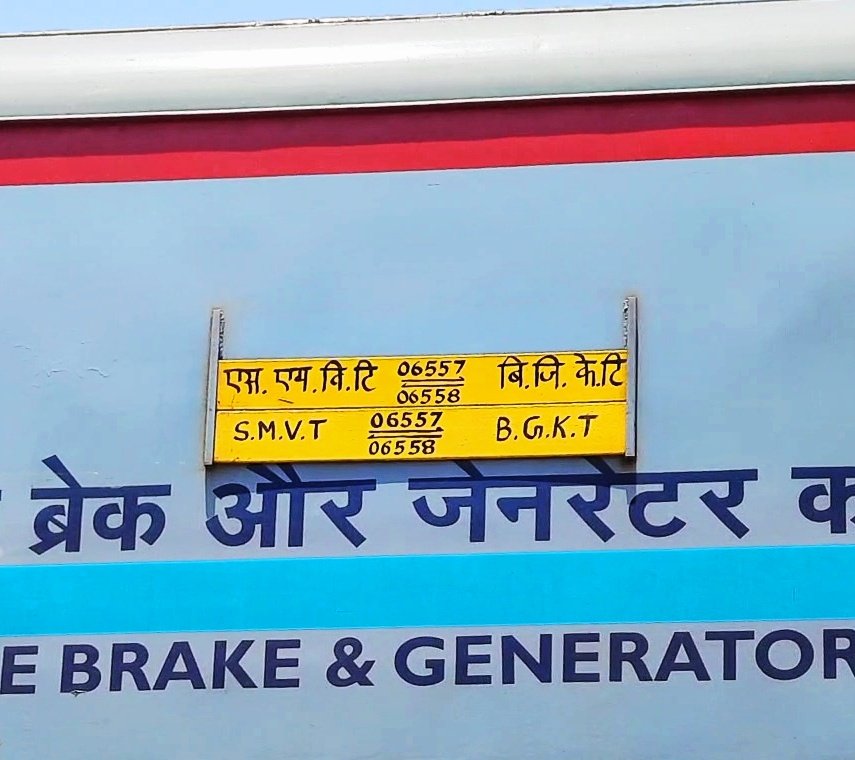 एस. एम. वि. टि 06557 बि. जि. के. टि
06558
S.M.V.T 06557 B.G.K.T
06558
ब्रेक और जेनरेटर
E BRAKE & GENERATOR